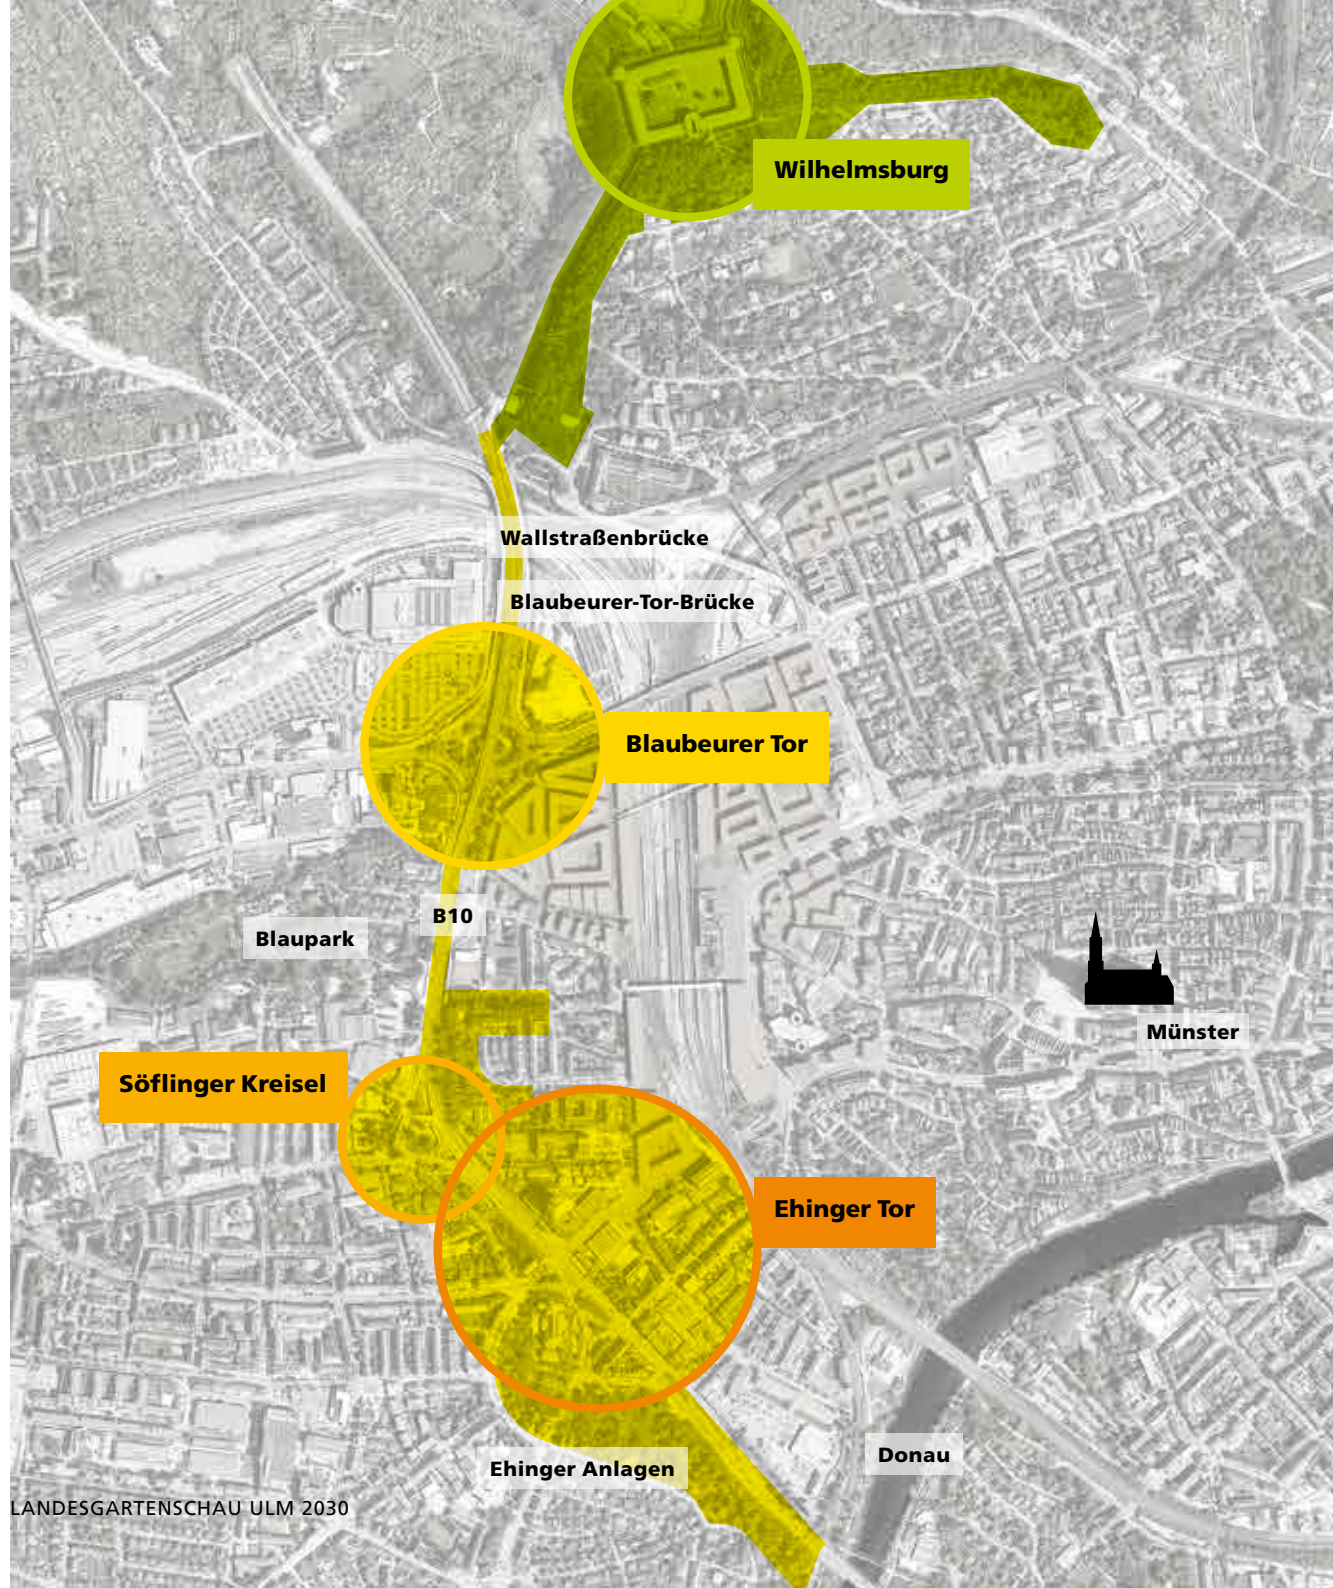 Wilhelmsburg
Wallstraßenbrücke
Blaubeurer-Tor-Brücke
Blaubeurer Tor
B10
Blaupark
Münster
Söflinger Kreisel
Ehinger Tor
Donau
Ehinger Anlagen
LANDESGARTENSCHAU ULM 2030